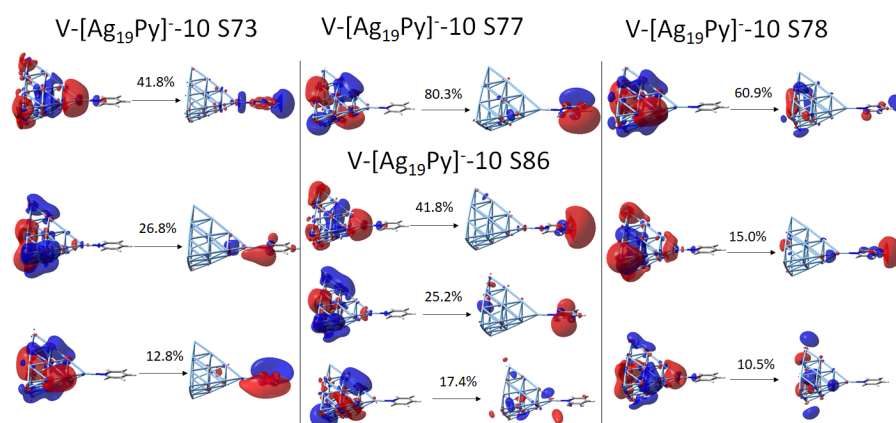 V-[Ag19Py]⁻-10 S73
41.8%
26.8%
12.8%
V-[Ag19Py]⁻-10 S77
80.3%
V-[Ag19Py]⁻-10 S86
41.8%
25.2%
17.4%
V-[Ag19Py]⁻-10 S78
60.9%
15.0%
10.5%